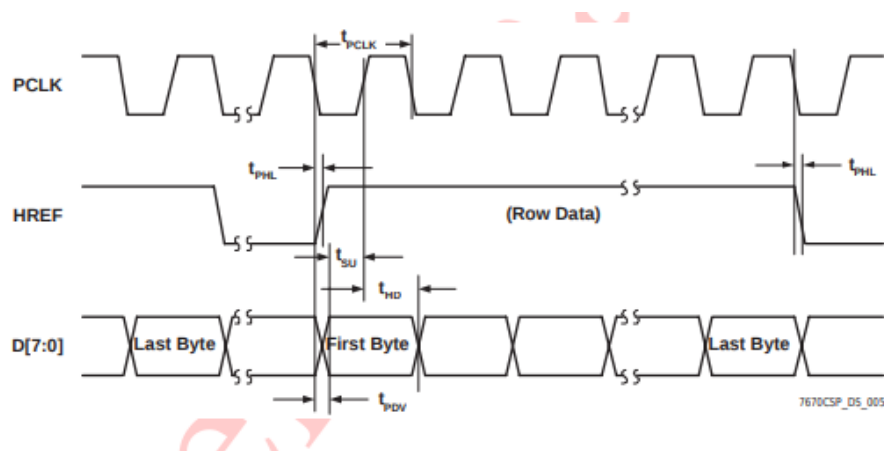 tPCLK
PCLK
tPHL
tPHL
HREF
(Row Data)
tSU
tHD
D[7:0]
Last Byte
First Byte
Last Byte
tPDV
7670CSP_DS_005